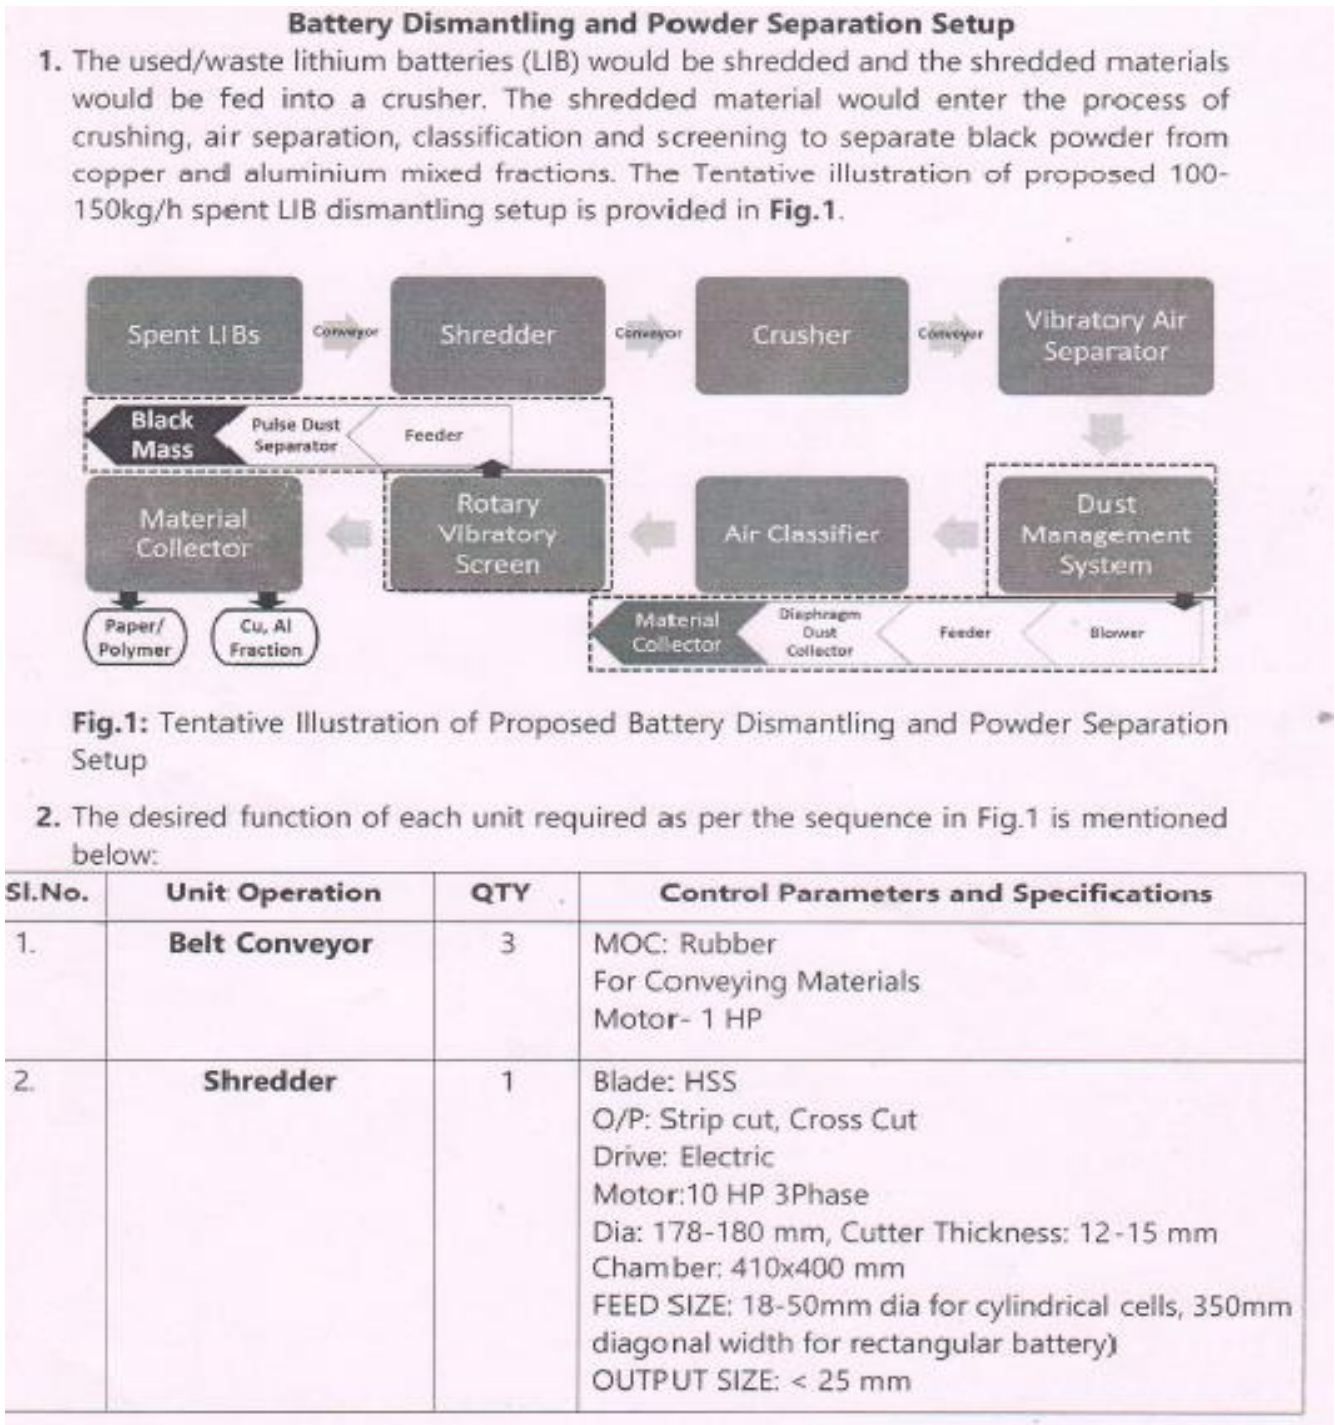 Battery Dismantling and Powder Separation Setup
1. The used/waste lithium batteries (LIB) would be shredded and the shredded materials
would be fed into a crusher. The shredded material would enter the process of
crushing, air separation, classification and screening to separate black powder from
copper and aluminium mixed fractions. The Tentative illustration of proposed 100-
150kg/h spent LIB dismantling setup is provided in Fig.1.
Spent LIBs
Conveyor
Shredder
Conveyor
Crusher
Conveyor
Vibratory Air
Separator
Black
Mass
Pulse Dust
Separator
Feeder
Material
Collector
Rotary
Vibratory
Screen
Air Classifier
Dust
Management
System
Paper/
Polymer
Cu, Al
Fraction
Material
Collector
Diaphragm
Dust
Collector
Feeder
Blower
Fig.1: Tentative Illustration of Proposed Battery Dismantling and Powder Separation
Setup
2. The desired function of each unit required as per the sequence in Fig.1 is mentioned
below:
Sl.No. Unit Operation QTY Control Parameters and Specifications
1. Belt Conveyor 3 MOC: Rubber
For Conveying Materials
Motor- 1 HP
2. Shredder 1 Blade: HSS
O/P: Strip cut, Cross Cut
Drive: Electric
Motor:10 HP 3Phase
Dia: 178-180 mm, Cutter Thickness: 12-15 mm
Chamber: 410x400 mm
FEED SIZE: 18-50mm dia for cylindrical cells, 350mm
diagonal width for rectangular battery)
OUTPUT SIZE: < 25 mm